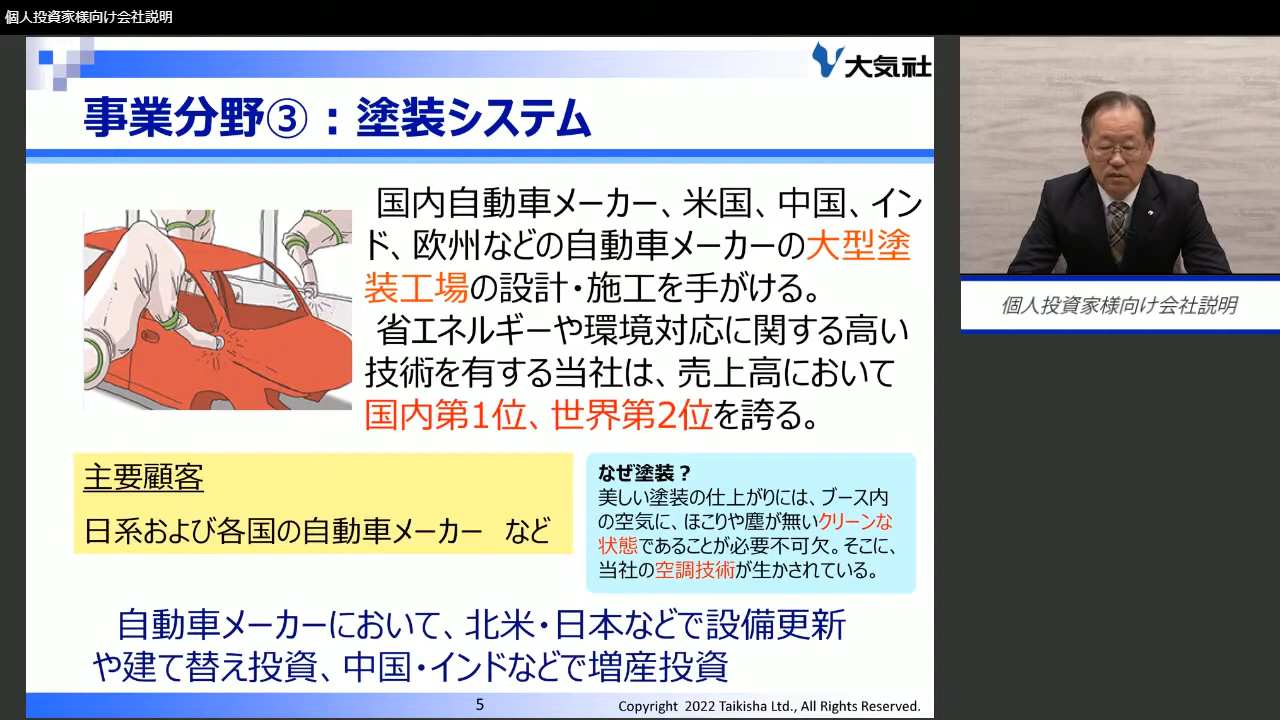 個人投資家様向け会社説明
大気社
事業分野③：塗装システム
国内自動車メーカー、米国、中国、イン
ド、欧州などの自動車メーカーの大型塗
装工場の設計・施工を手がける。
省エネルギーや環境対応に関する高い
技術を有する当社は、売上高において
国内第1位、世界第2位を誇る。
主要顧客
日系および各国の自動車メーカー　など
なぜ塗装？
美しい塗装の仕上がりには、ブース内
の空気に、ほこりや塵が無いクリーンな
状態であることが必要不可欠。そこに、
当社の空調技術が生かされている。
自動車メーカーにおいて、北米・日本などで設備更新
や建て替え投資、中国・インドなどで増産投資
5
Copyright 2022 Taikisha Ltd., All Rights Reserved.
個人投資家様向け会社説明